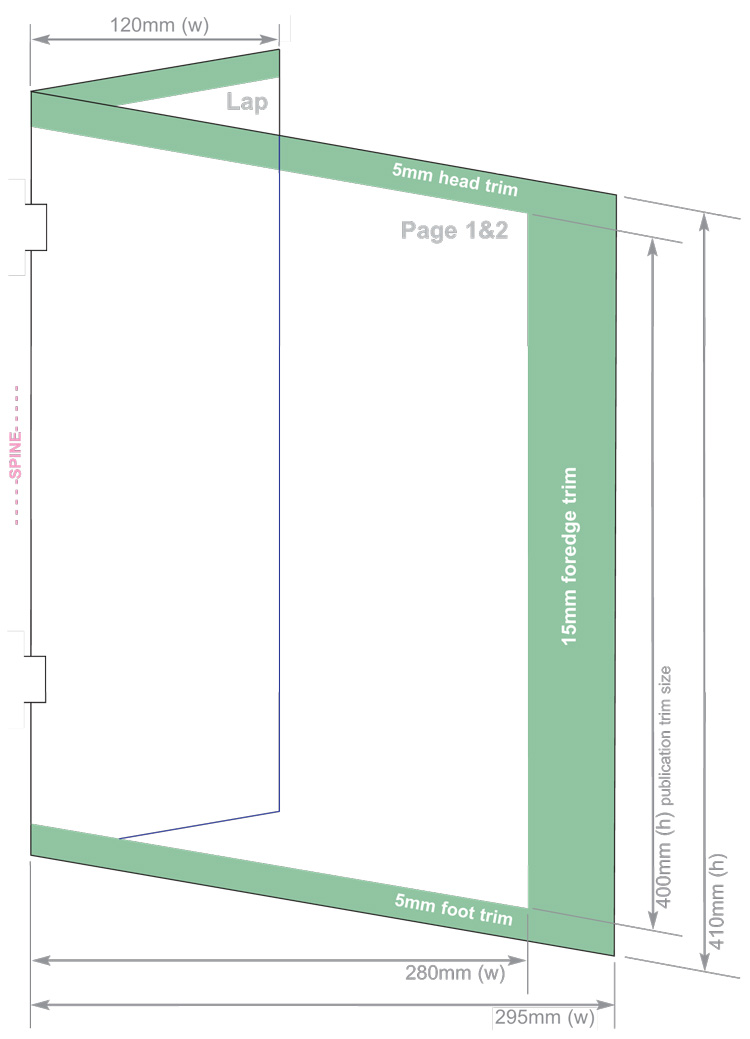 120mm (w)
Lap
5mm head trim
Page 1&2
SPINE
15mm foredge trim
400mm (h) publication trim size
410mm (h)
5mm foot trim
280mm (w)
295mm (w)